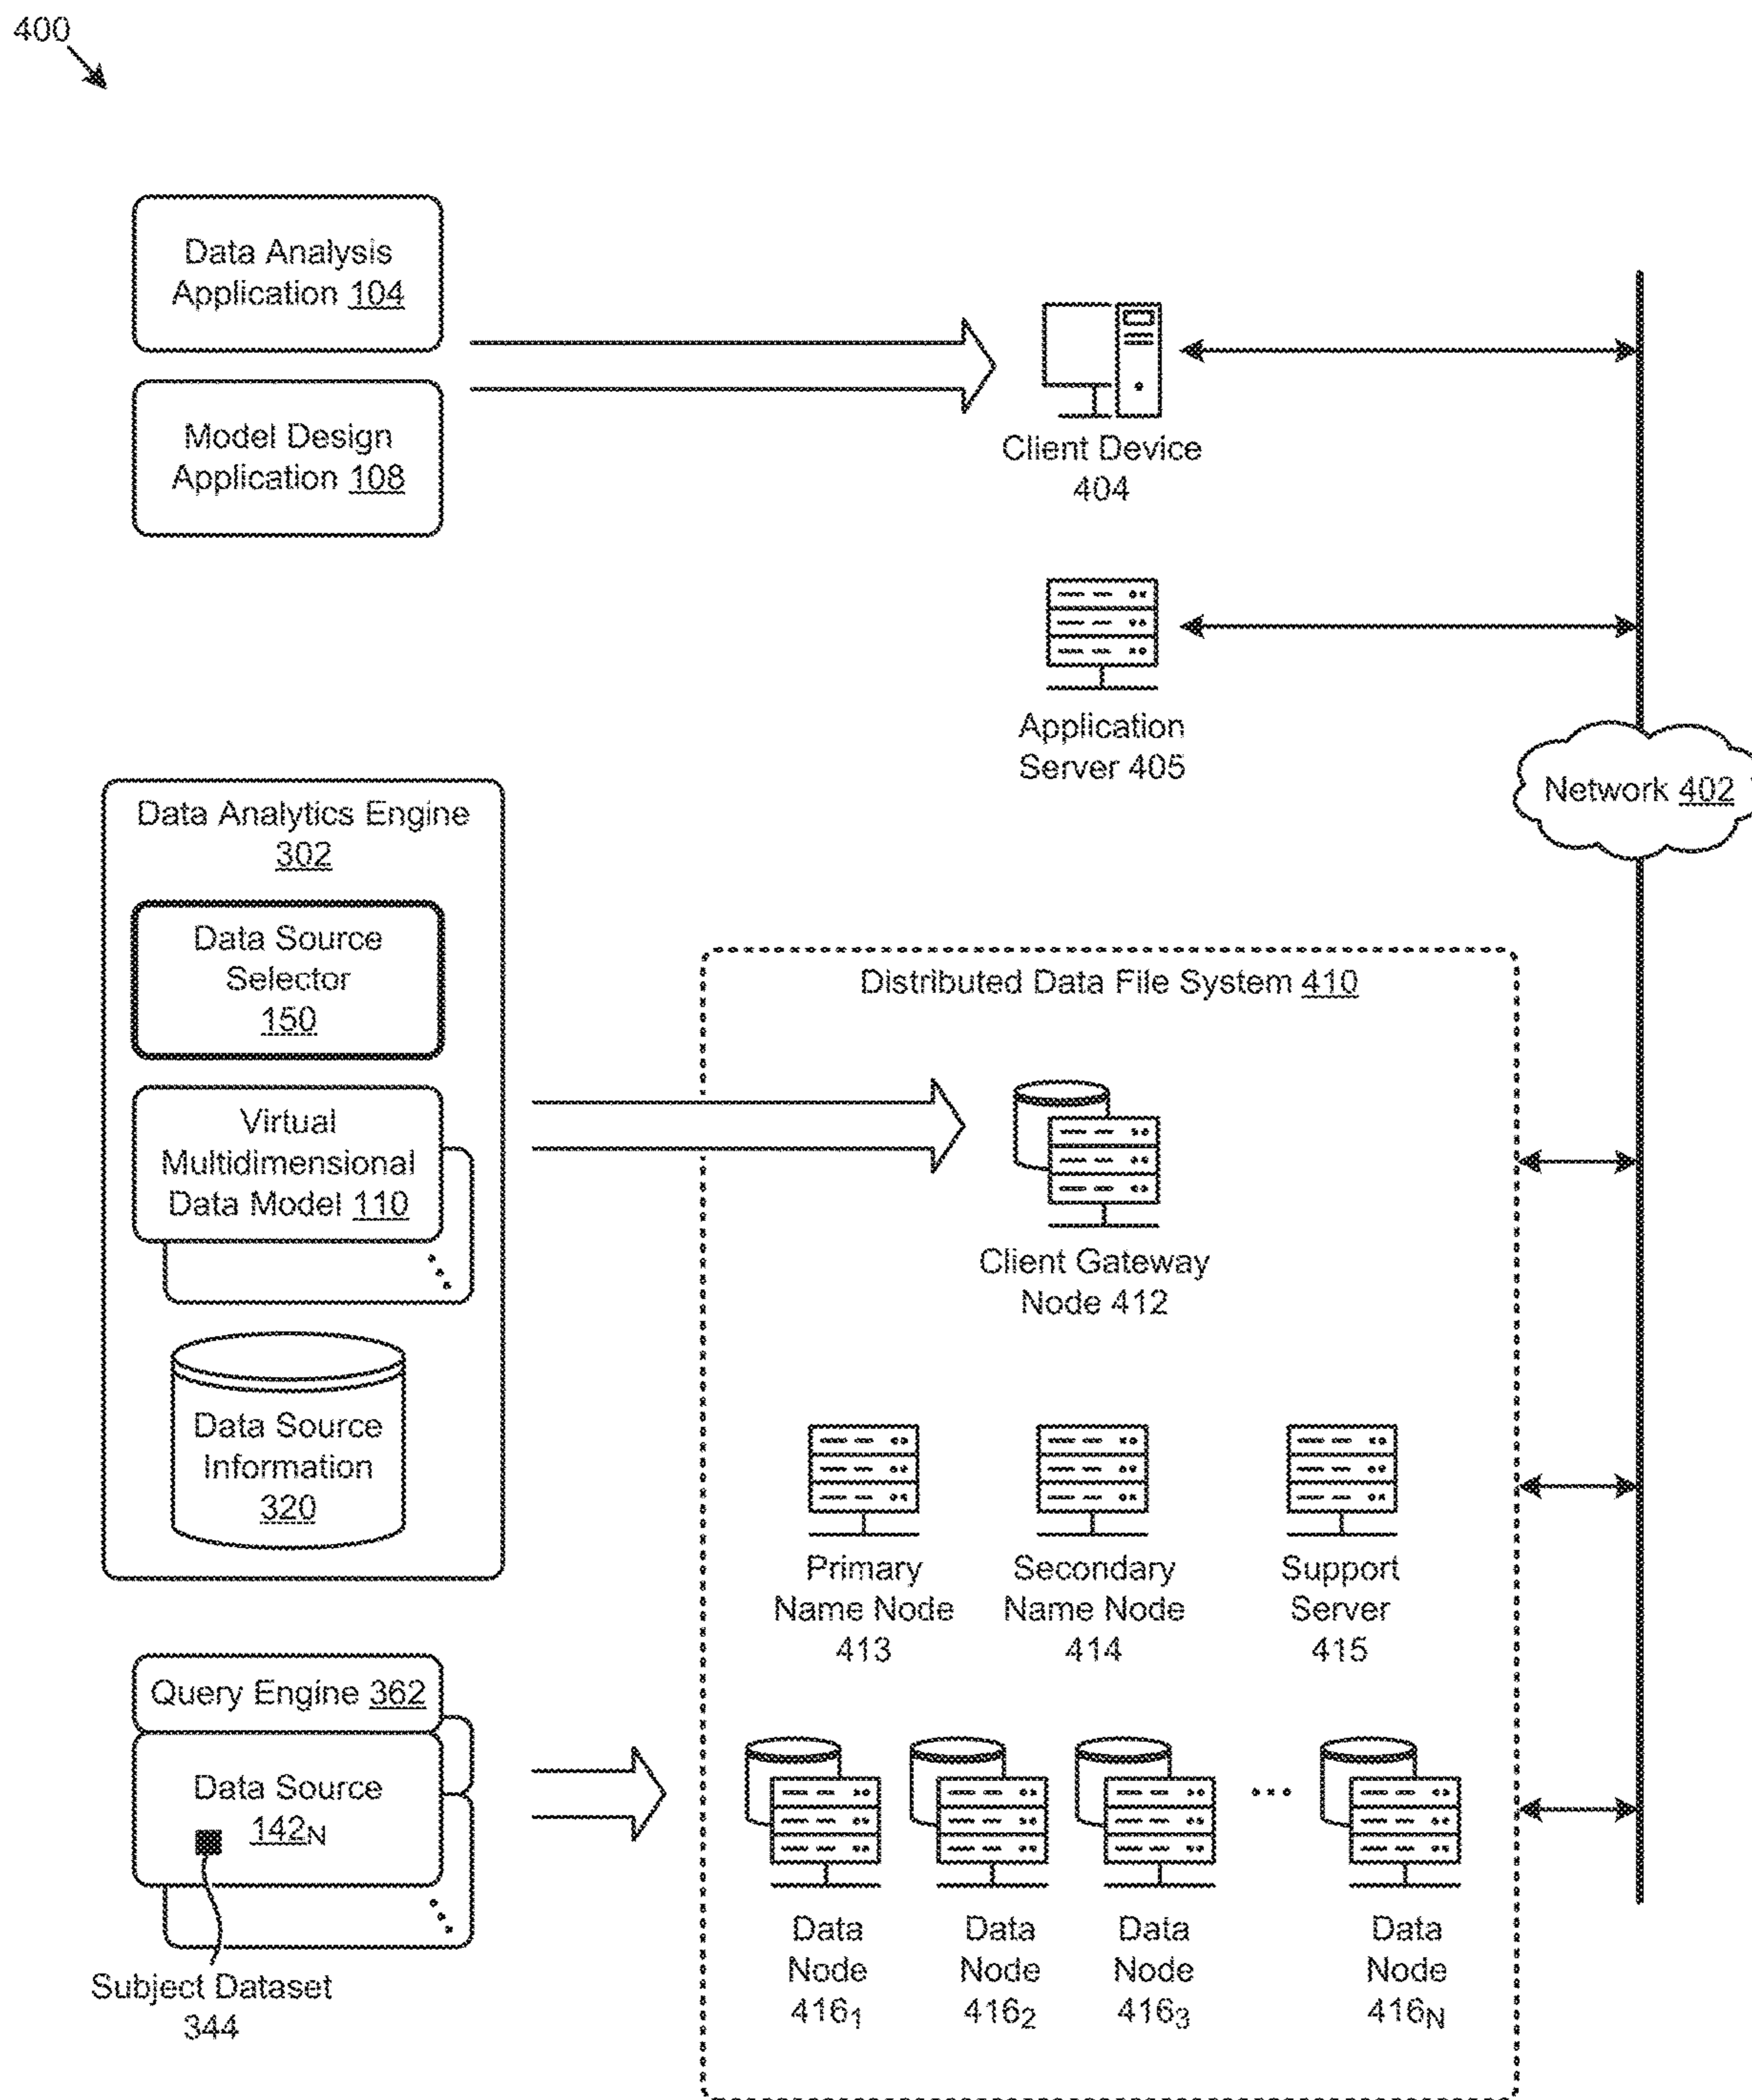 400
Data Analysis
Application 104
Model Design
Application 108
Client Device
404
Application
Server 405
Network 402
Data Analytics Engine
302
Data Source
Selector
150
Virtual
Multidimensional
Data Model 110
Data Source
Information
320
Distributed Data File System 410
Client Gateway
Node 412
Primary
Name Node
413
Secondary
Name Node
414
Support
Server
415
Query Engine 362
Data Source
142N
Subject Dataset
344
Data
Node
4161
Data
Node
4162
Data
Node
4163
Data
Node
416N